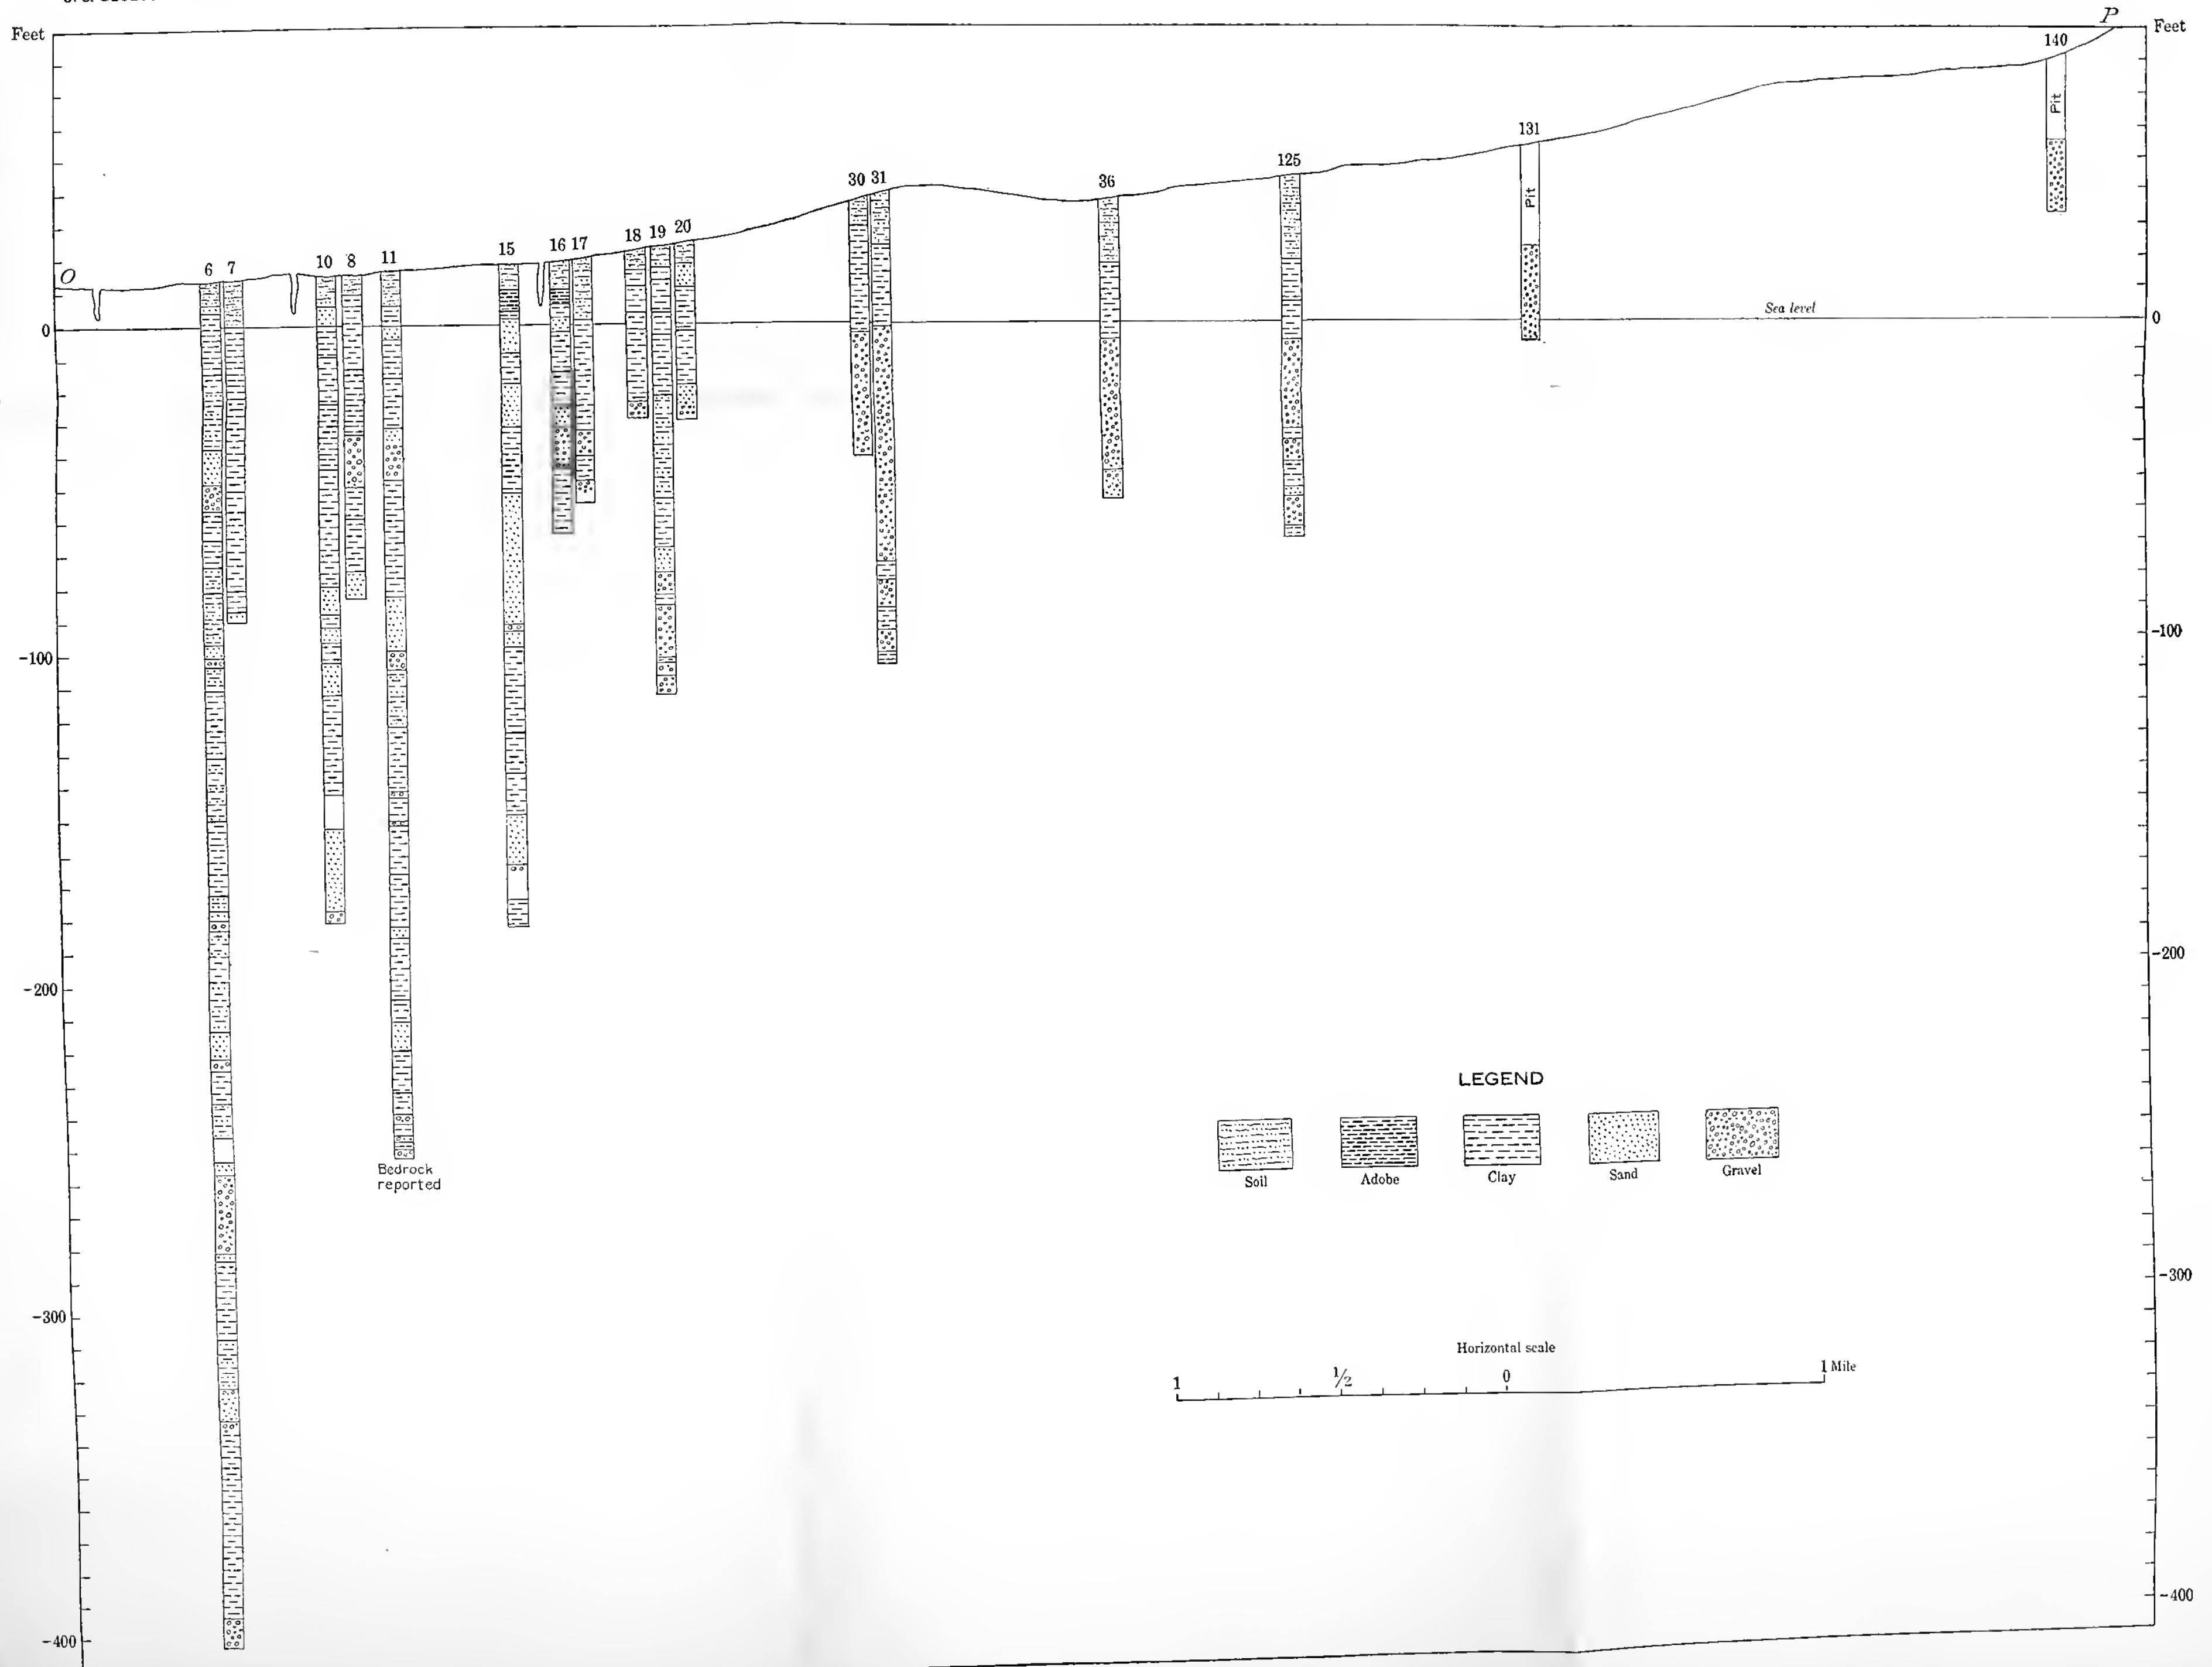 Feet
P
Feet
140
Pit
131
Pit
125
36
30 31
20
19
18
17
16
15
11
8
10
7
6
O
0
Sea level
0
-100
-100
-200
-200
Bedrock
reported
LEGEND
Soil
Adobe
Clay
Sand
Gravel
-300
-300
Horizontal scale
1
1/2
0
1 Mile
-400
-400